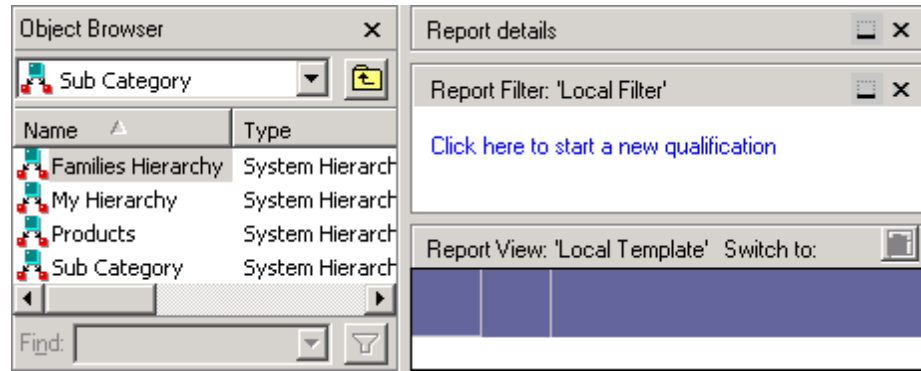 Object Browser
Sub Category
Name Type
Families Hierarchy System Hierarch
My Hierarchy System Hierarch
Products System Hierarch
Sub Category System Hierarch
Find:
Report details
Report Filter: 'Local Filter'
Click here to start a new qualification
Report View: 'Local Template' Switch to: